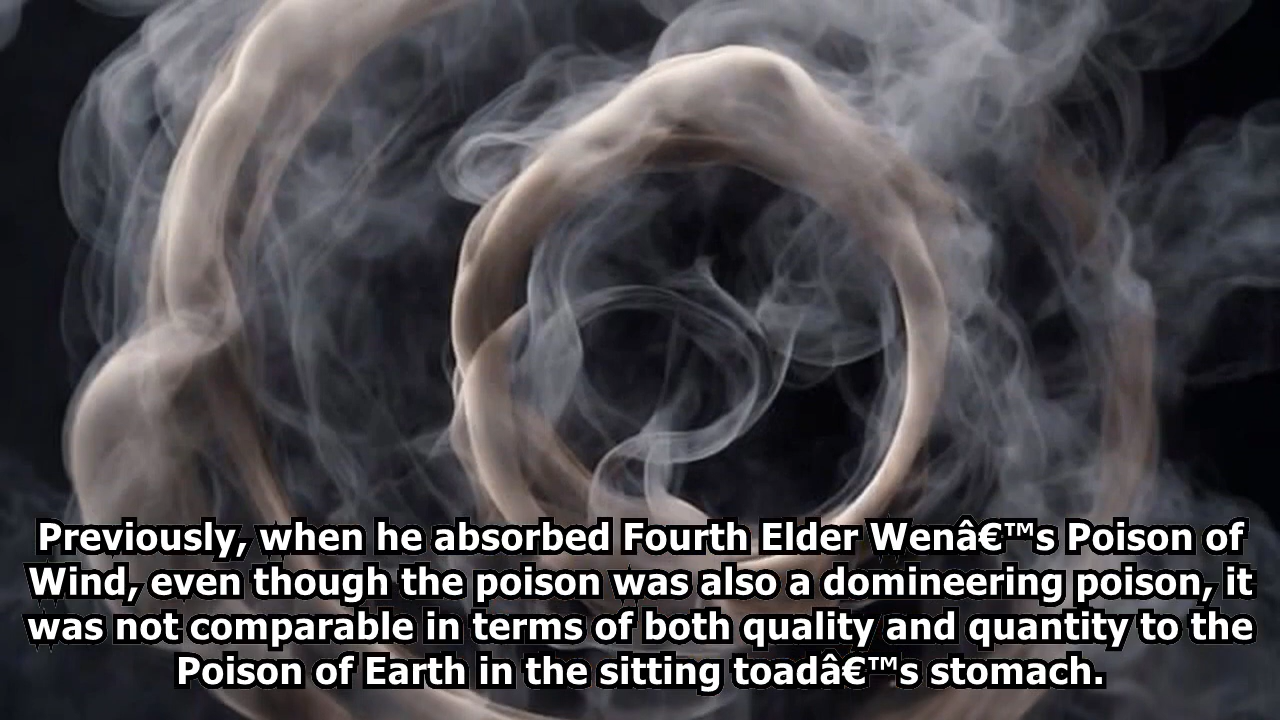 Previously, when he absorbed Fourth Elder Wenâ€™s Poison of
Wind, even though the poison was also a domineering poison, it
was not comparable in terms of both quality and quantity to the
Poison of Earth in the sitting toadâ€™s stomach.